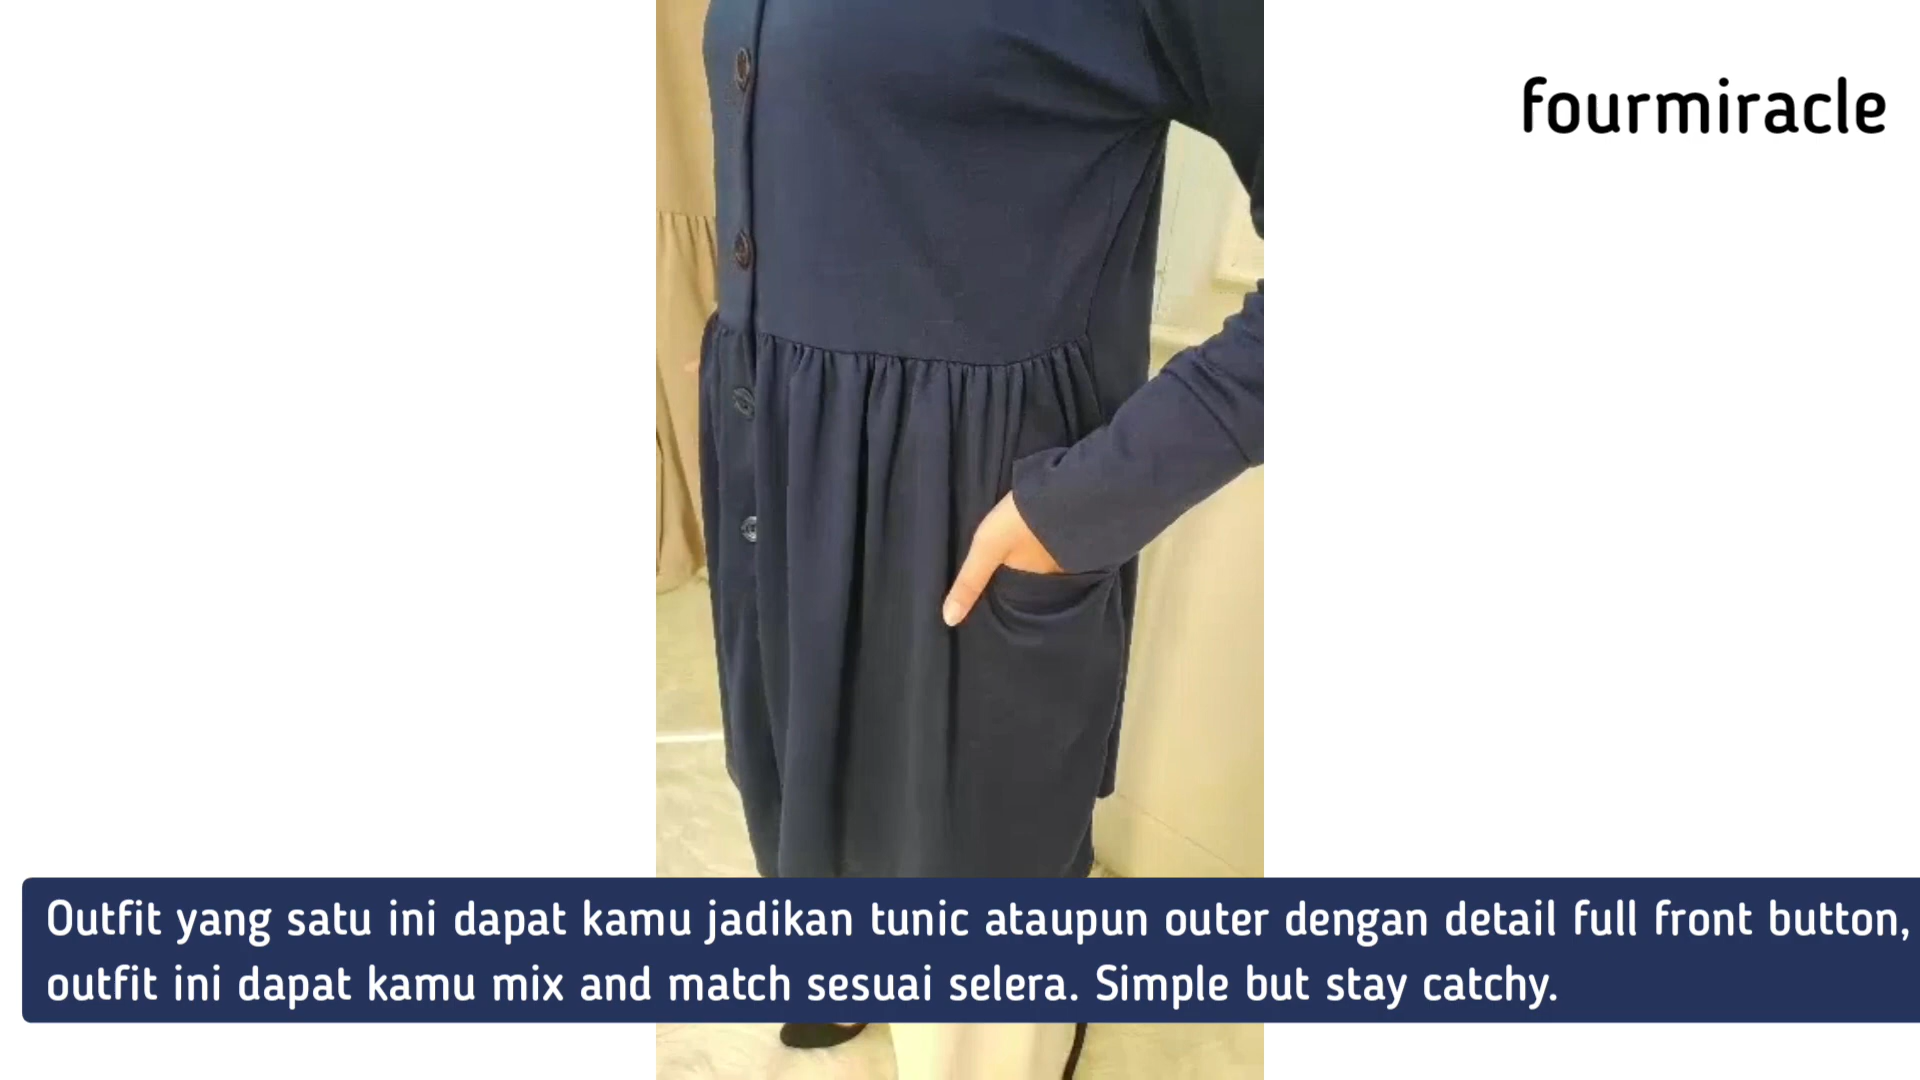 fourmiracle
Outfit yang satu ini dapat kamu jadikan tunic ataupun outer dengan detail full front button,
outfit ini dapat kamu mix and match sesuai selera. Simple but stay catchy.